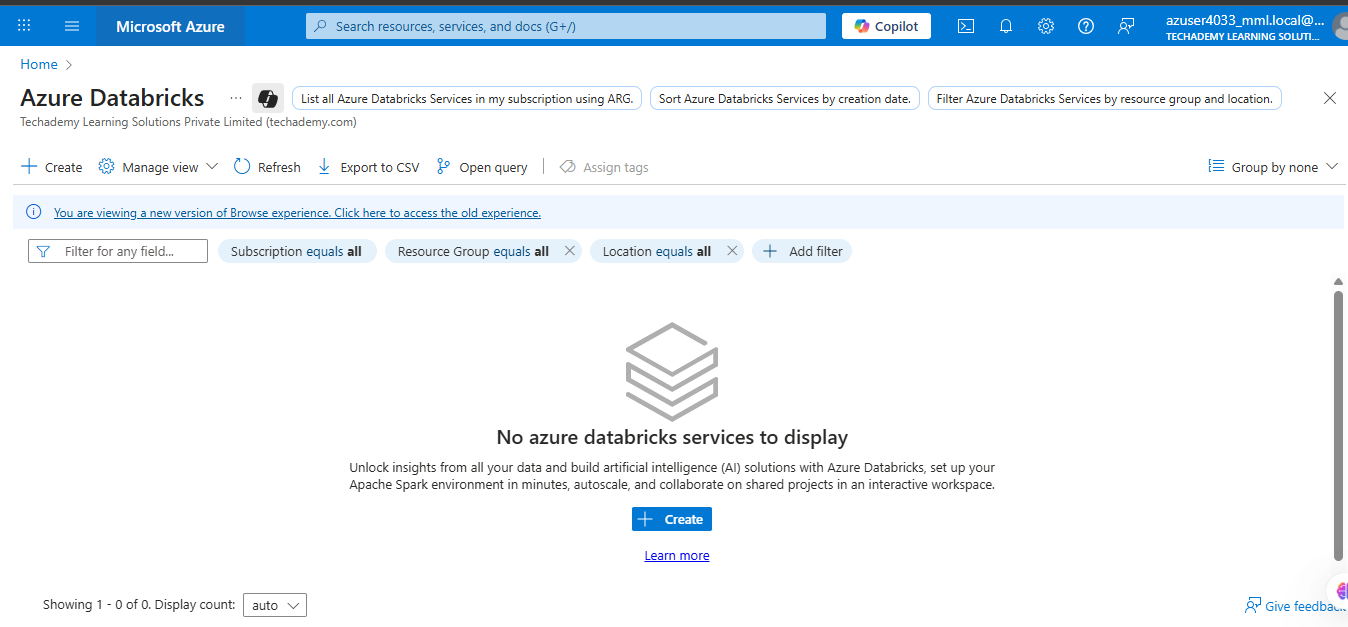 Microsoft Azure
Search resources, services, and docs (G+/)
Copilot
azuser4033_mml.local@...
TECHADEMY LEARNING SOLUTI...
Home
Azure Databricks
...
List all Azure Databricks Services in my subscription using ARG.
Sort Azure Databricks Services by creation date.
Filter Azure Databricks Services by resource group and location.
Techademy Learning Solutions Private Limited (techademy.com)
Create
Manage view
Refresh
Export to CSV
Open query
Assign tags
Group by none
You are viewing a new version of Browse experience. Click here to access the old experience.
Filter for any field...
Subscription equals all
Resource Group equals all
Location equals all
Add filter
No azure databricks services to display
Unlock insights from all your data and build artificial intelligence (AI) solutions with Azure Databricks, set up your
Apache Spark environment in minutes, autoscale, and collaborate on shared projects in an interactive workspace.
Create
Learn more
Showing 1 - 0 of 0. Display count:
auto
Give feedback